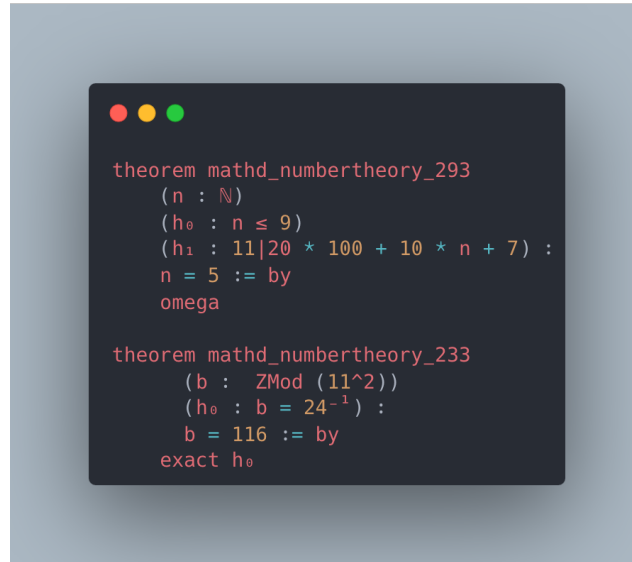 theorem mathd_numbertheory_293
(n : ℕ)
(h₀ : n ≤ 9)
(h₁ : 11|20 * 100 + 10 * n + 7) :
n = 5 := by
omega
theorem mathd_numbertheory_233
(b :  ZMod (11^2))
(h₀ : b = 24⁻¹) :
b = 116 := by
exact h₀